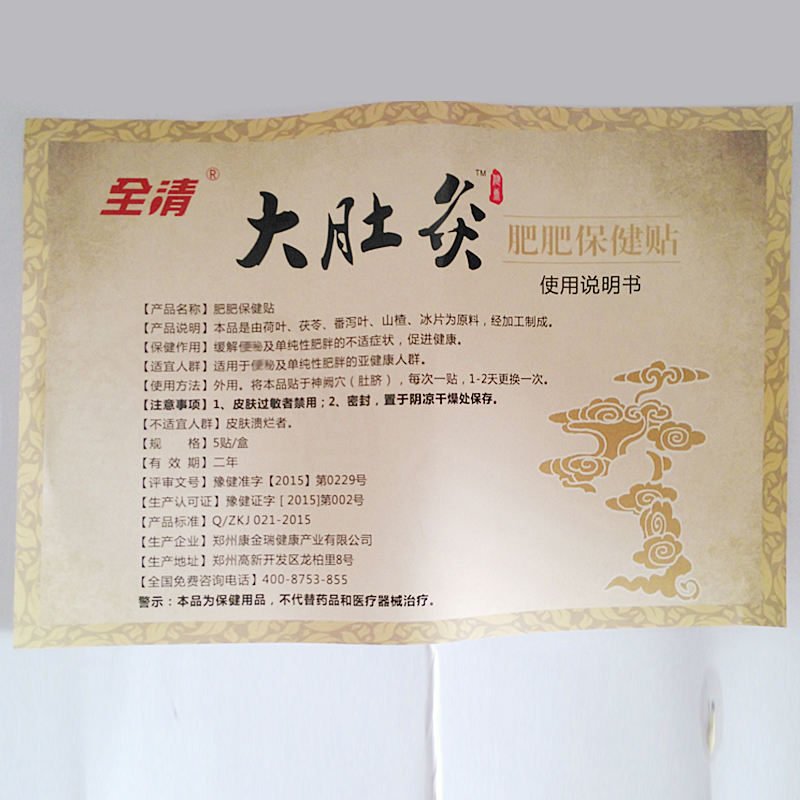 全清®
大肚灸™
肥肥保健贴
使用说明书
【产品名称】肥肥保健贴
【产品说明】本品是由荷叶、茯苓、番泻叶、山楂、冰片为原料，经加工制成。
【保健作用】缓解便秘及单纯性肥胖的不适症状，促进健康。
【适宜人群】适用于便秘及单纯性肥胖的亚健康人群。
【使用方法】外用。将本品贴于神阙穴（肚脐），每次一贴，1-2天更换一次。
【注意事项】1、皮肤过敏者禁用；2、密封，置于阴凉干燥处保存。
【不适宜人群】皮肤溃烂者。
【规 格】5贴/盒
【有 效 期】二年
【评审文号】豫健准字【2015】第0229号
【生产认可证】豫健证字[2015]第002号
【产品标准】Q/ZKJ 021-2015
【生产企业】郑州康金瑞健康产业有限公司
【生产地址】郑州高新开发区龙柏里8号
【全国免费咨询电话】400-8753-855
警示：本品为保健用品，不代替药品和医疗器械治疗。